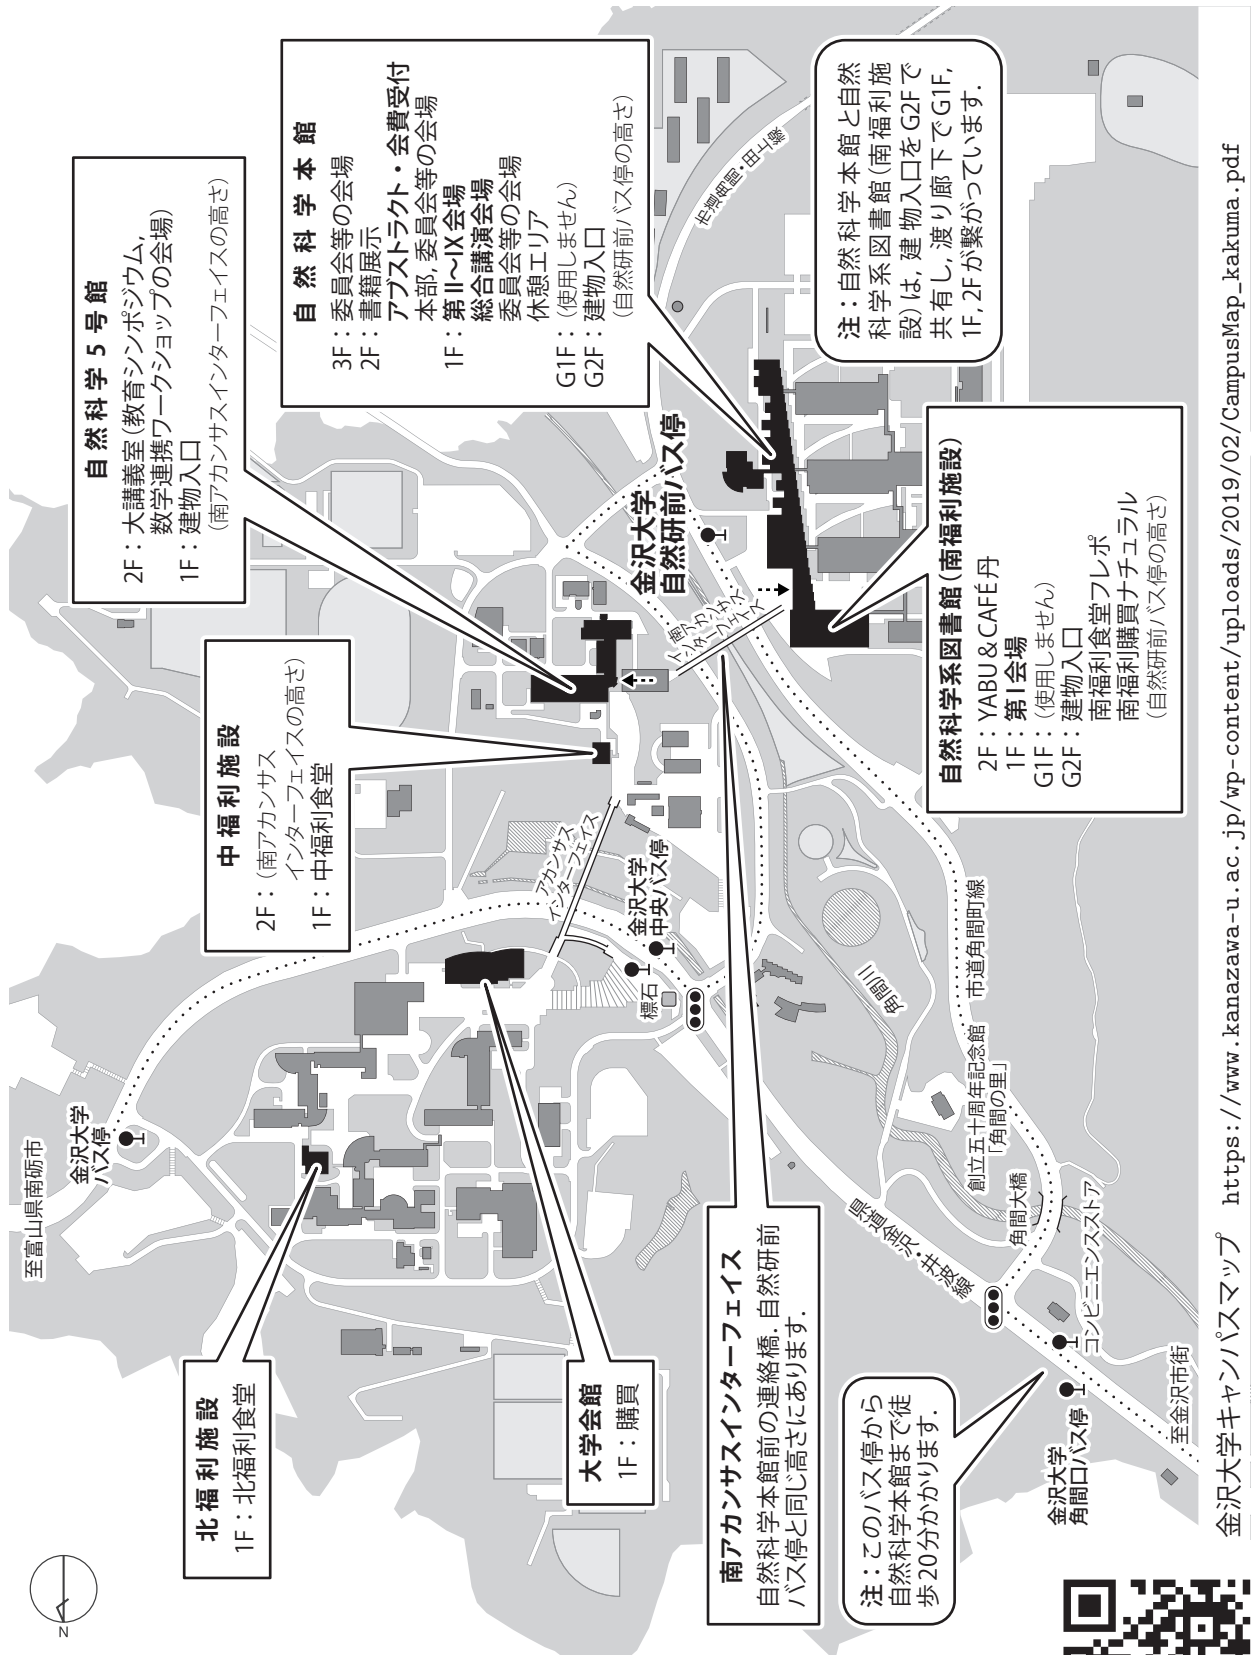 北福利施設
1F：北福利食堂
中福利施設
2F：(南アカンサス
インターフェイスの高さ)
1F：中福利食堂
自然科学5号館
2F：大講義室(教育シンポジウム,
数学連携ワークショップの会場)
1F：建物入口
(南アカンサスインターフェイスの高さ)
自然科学本館
3F：委員会等の会場
2F：書籍展示
アブストラクト・会費受付
本部,委員会等の会場
1F：第II〜IX会場
総合講演会場
委員会等の会場
休憩エリア
G1F：(使用しません)
G2F：建物入口
(自然研前バス停の高さ)
大学会館
1F：購買
南アカンサスインターフェイス
自然科学本館前の連絡橋．自然研前
バス停と同じ高さにあります．
注：このバス停から
自然科学本館まで徒
歩20分かかります．
自然科学系図書館(南福利施設)
2F：YABU&CAFÉ丹
1F：第I会場
G1F：(使用しません)
G2F：建物入口
南福利食堂プレポ
南福利購買ナチュラル
(自然研前バス停の高さ)
注：自然科学本館と自然
科学系図書館(南福利施
設)は,建物入口をG2Fで
共有し,渡り廊下でG1F,
1F,2Fが繋がっています．
至富山県南砺市
金沢大学
バス停
アカンサス
インターフェイス
金沢大学
中央バス停
標石
南アカンサス
インターフェイス
金沢大学
自然研前バス停
市道角間・田上線
角間川
市道角間町線
創立五十周年記念館
「角間の里」
角間大橋
県道金沢・井波線
コンビニエンスストア
金沢大学
角間口バス停
至金沢市街
N
金沢大学キャンパスマップ https://www.kanazawa-u.ac.jp/wp-content/uploads/2019/02/CampusMap_kakuma.pdf